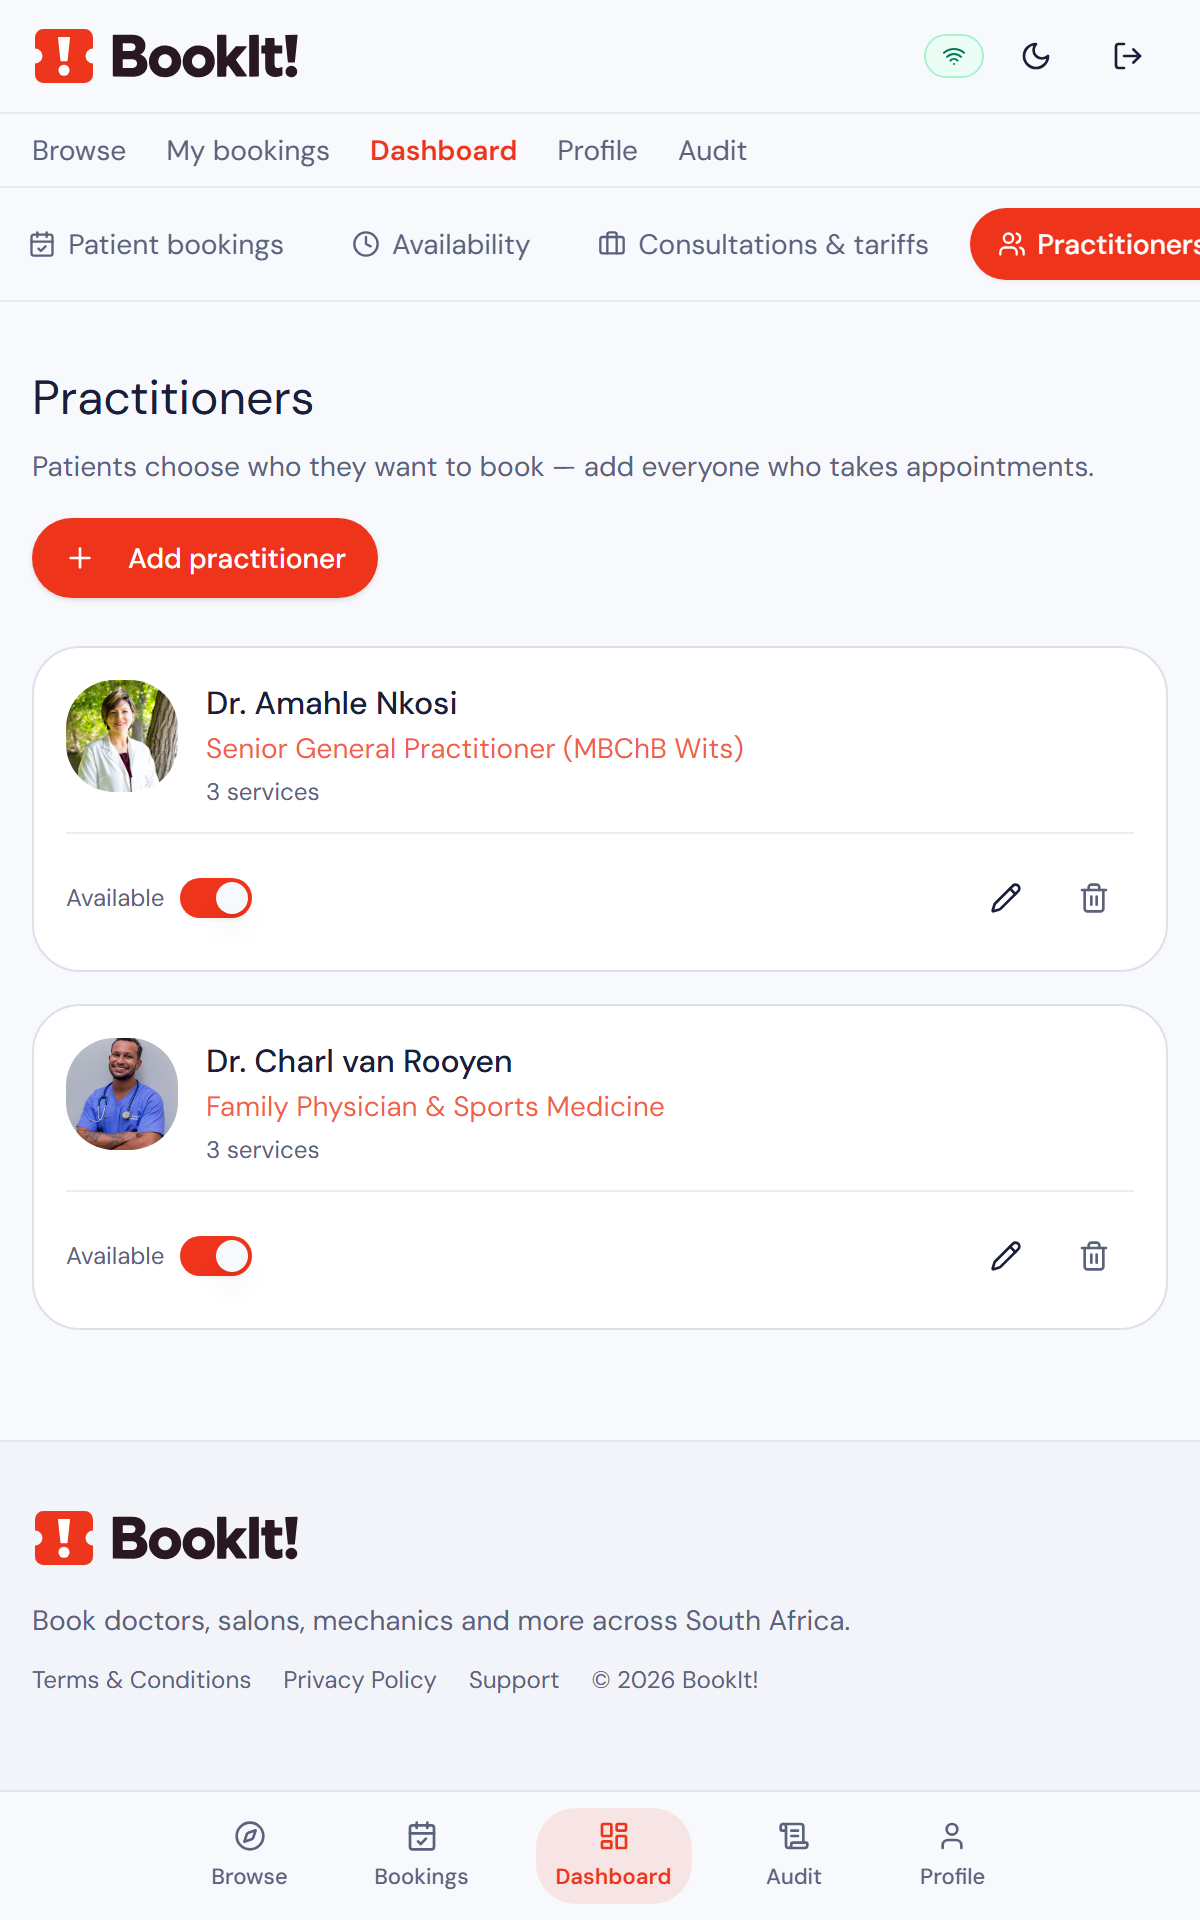 BookIt!
Browse My bookings Dashboard Profile Audit
Patient bookings Availability Consultations & tariffs Practitioners
Practitioners
Patients choose who they want to book — add everyone who takes appointments.
Add practitioner
Dr. Amahle Nkosi
Senior General Practitioner (MBChB Wits)
3 services
Available
Dr. Charl van Rooyen
Family Physician & Sports Medicine
3 services
Available
BookIt!
Book doctors, salons, mechanics and more across South Africa.
Terms & Conditions Privacy Policy Support © 2026 BookIt!
Browse Bookings Dashboard Audit Profile